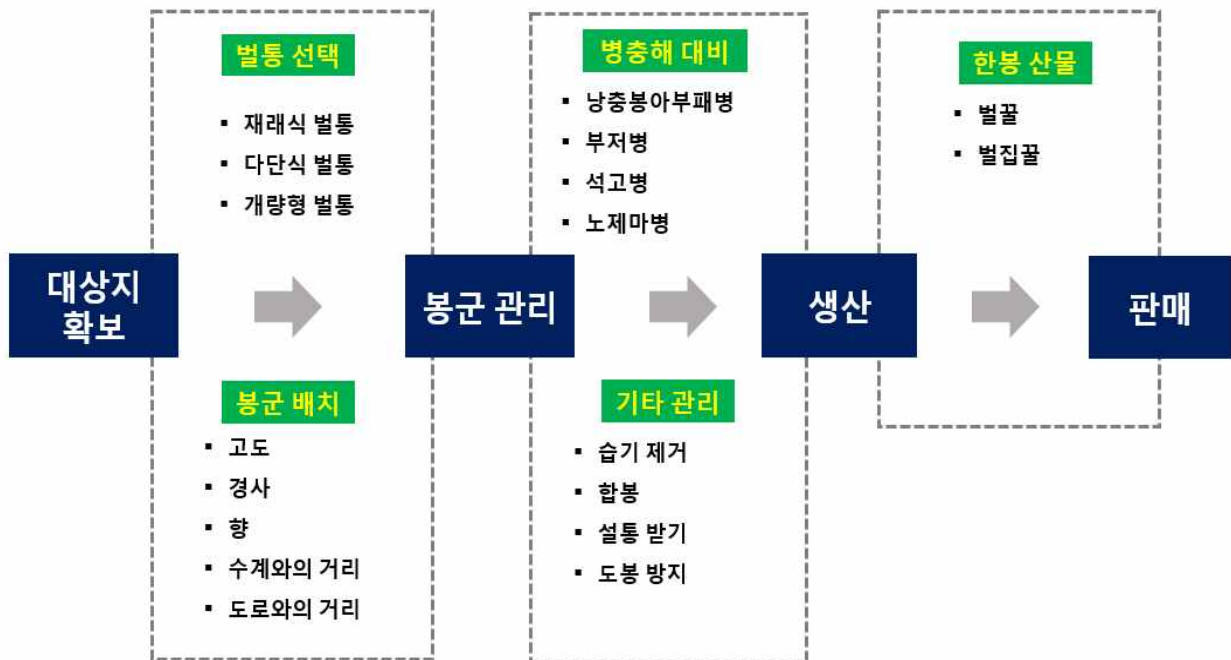 벌통 선택
▪ 재래식 벌통
▪ 다단식 벌통
▪ 개량형 벌통
병충해 대비
▪ 낭충봉아부패병
▪ 부저병
▪ 석고병
▪ 노제마병
한봉 산물
▪ 벌꿀
▪ 벌집꿀
대상지
확보
봉군 관리
생산
판매
봉군 배치
▪ 고도
▪ 경사
▪ 향
▪ 수계와의 거리
▪ 도로와의 거리
기타 관리
▪ 습기 제거
▪ 합봉
▪ 설통 받기
▪ 도봉 방지